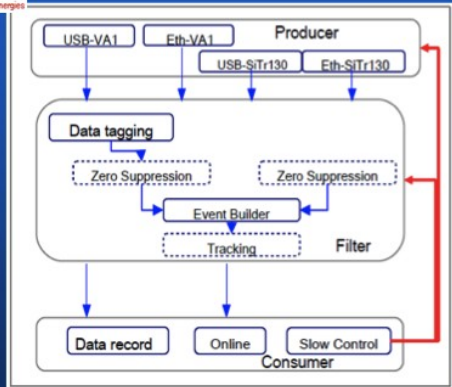 nergies
Producer
USB-VA1
Eth-VA1
USB-SiTr130
Eth-SiTr130
Data tagging
Zero Suppression
Zero Suppression
Event Builder
Tracking
Filter
Data record
Online
Slow Control
Consumer